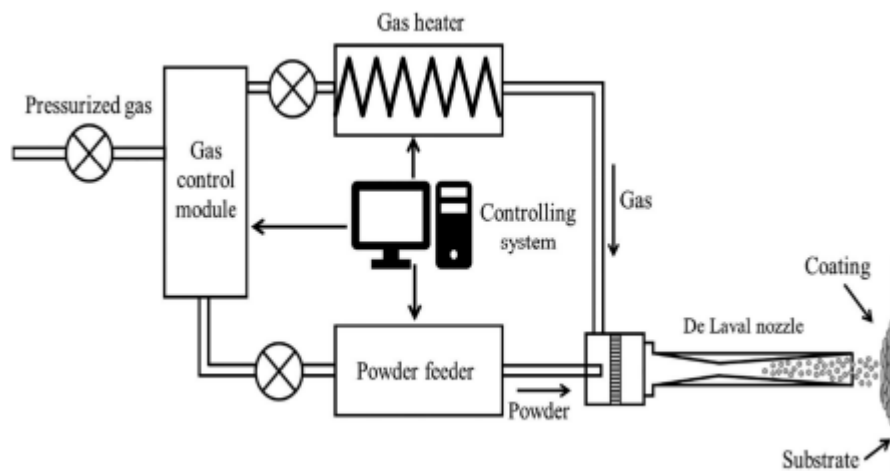 Gas heater
Pressurized gas
Gas
control
module
Controlling
system
Gas
Coating
De Laval nozzle
Powder feeder
Powder
Substrate